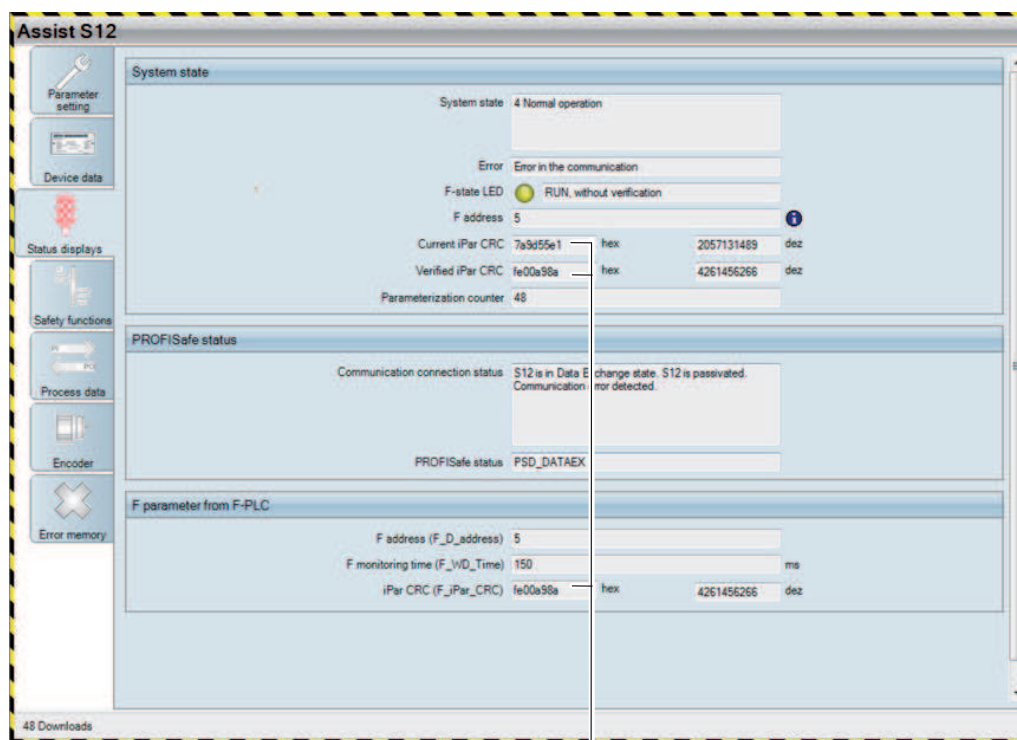 Assist S12
Parameter
setting
Device data
Status displays
Safety functions
Process data
Encoder
Error memory
System state
System state 4 Normal operation
Error Error in the communication
F-state LED RUN, without verification
F address 5
Current iPar CRC 7a9d55e1 hex 2057131489 dez
Verified iPar CRC fe00a98a hex 4261456266 dez
Parameterization counter 48
PROFISafe status
Communication connection status S12 is in Data Exchange state. S12 is passivated.
Communication error detected.
PROFISafe status PSD_DATAEX
F parameter from F-PLC
F address (F_D_address) 5
F monitoring time (F_WD_Time) 150 ms
iPar CRC (F_iPar_CRC) fe00a98a hex 4261456266 dez
48 Downloads